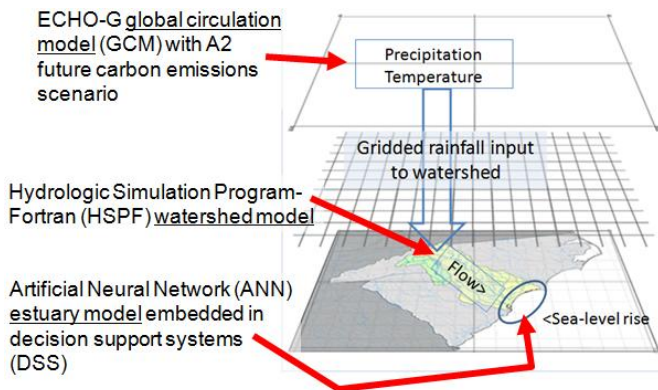 ECHO-G global circulation
model (GCM) with A2
future carbon emissions
scenario
Precipitation
Temperature
Gridded rainfall input
to watershed
Hydrologic Simulation Program-
Fortran (HSPF) watershed model
Flow>
Artificial Neural Network (ANN)
estuary model embedded in
decision support systems
(DSS)
<Sea-level rise